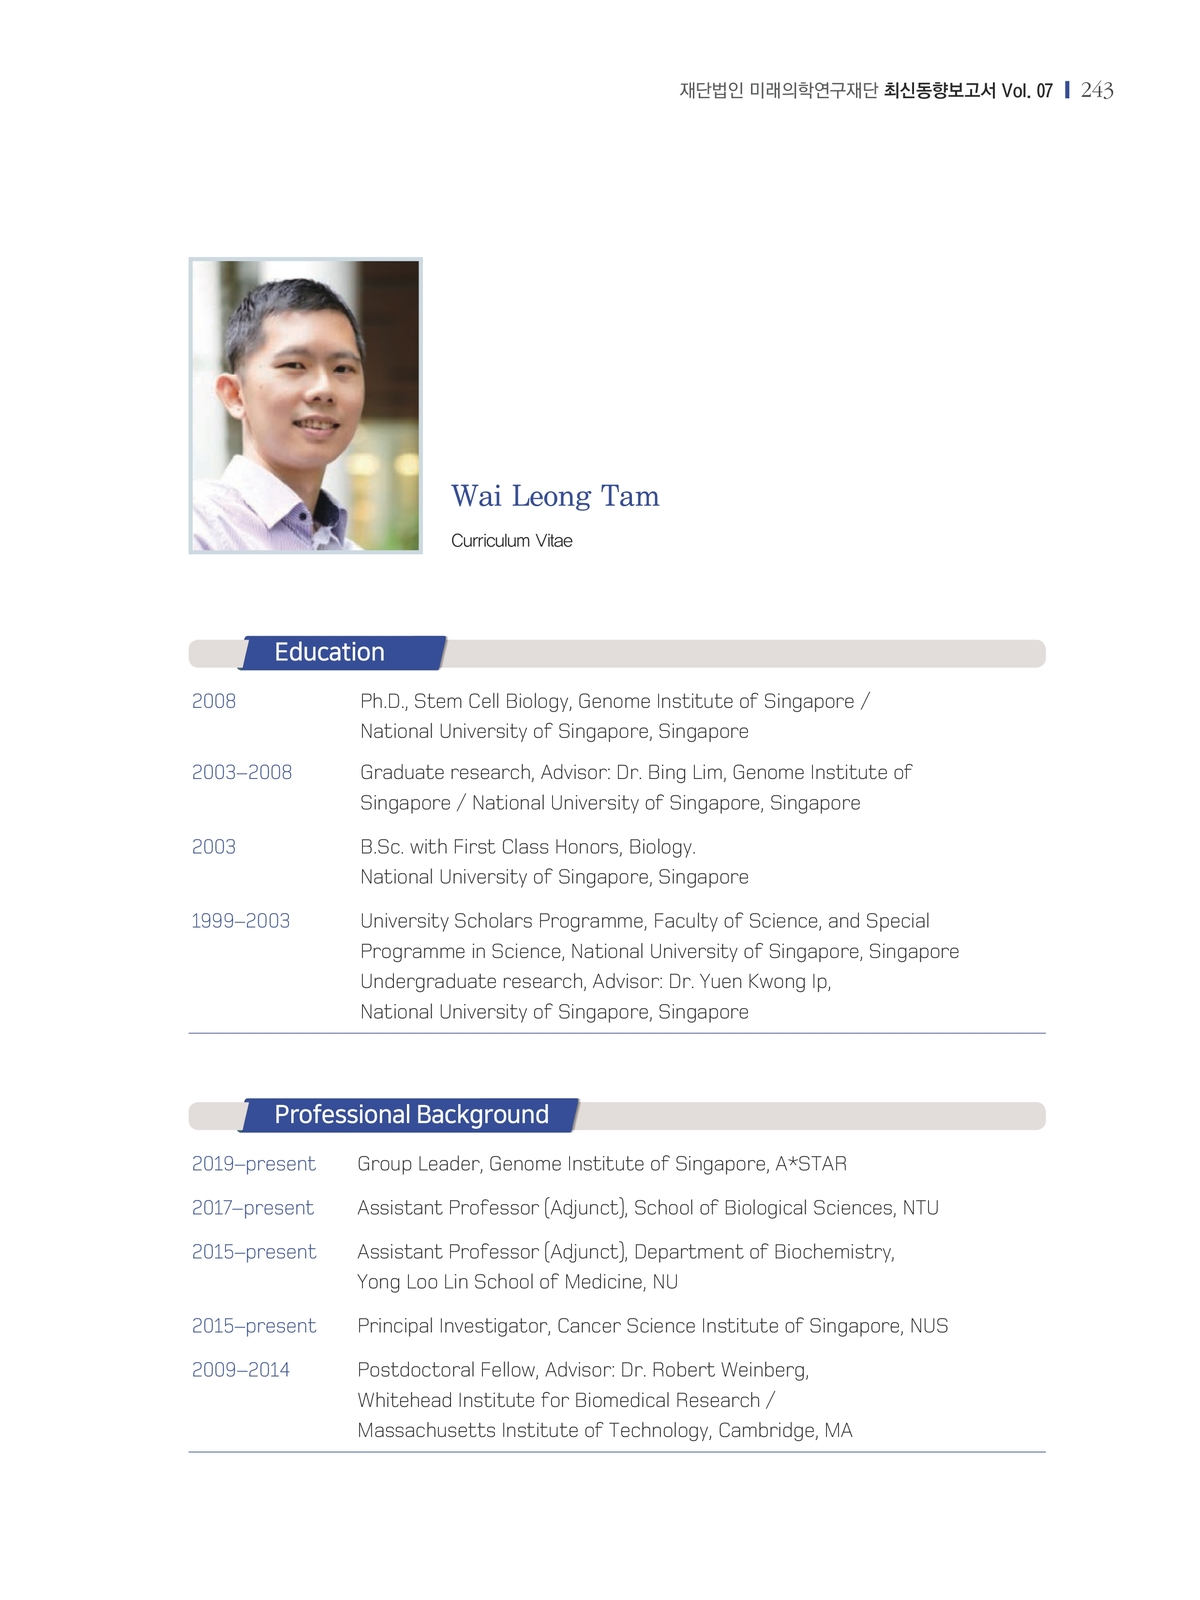 재단법인 미래의학연구재단 최신동향보고서 Vol. 07 243
Wai Leong Tam
Curriculum Vitae
Education
2008 Ph.D., Stem Cell Biology, Genome Institute of Singapore /
National University of Singapore, Singapore
2003–2008 Graduate research, Advisor: Dr. Bing Lim, Genome Institute of
Singapore / National University of Singapore, Singapore
2003 B.Sc. with First Class Honors, Biology.
National University of Singapore, Singapore
1999–2003 University Scholars Programme, Faculty of Science, and Special
Programme in Science, National University of Singapore, Singapore
Undergraduate research, Advisor: Dr. Yuen Kwong Ip,
National University of Singapore, Singapore
Professional Background
2019–present Group Leader, Genome Institute of Singapore, A*STAR
2017–present Assistant Professor (Adjunct), School of Biological Sciences, NTU
2015–present Assistant Professor (Adjunct), Department of Biochemistry,
Yong Loo Lin School of Medicine, NU
2015–present Principal Investigator, Cancer Science Institute of Singapore, NUS
2009–2014 Postdoctoral Fellow, Advisor: Dr. Robert Weinberg,
Whitehead Institute for Biomedical Research /
Massachusetts Institute of Technology, Cambridge, MA